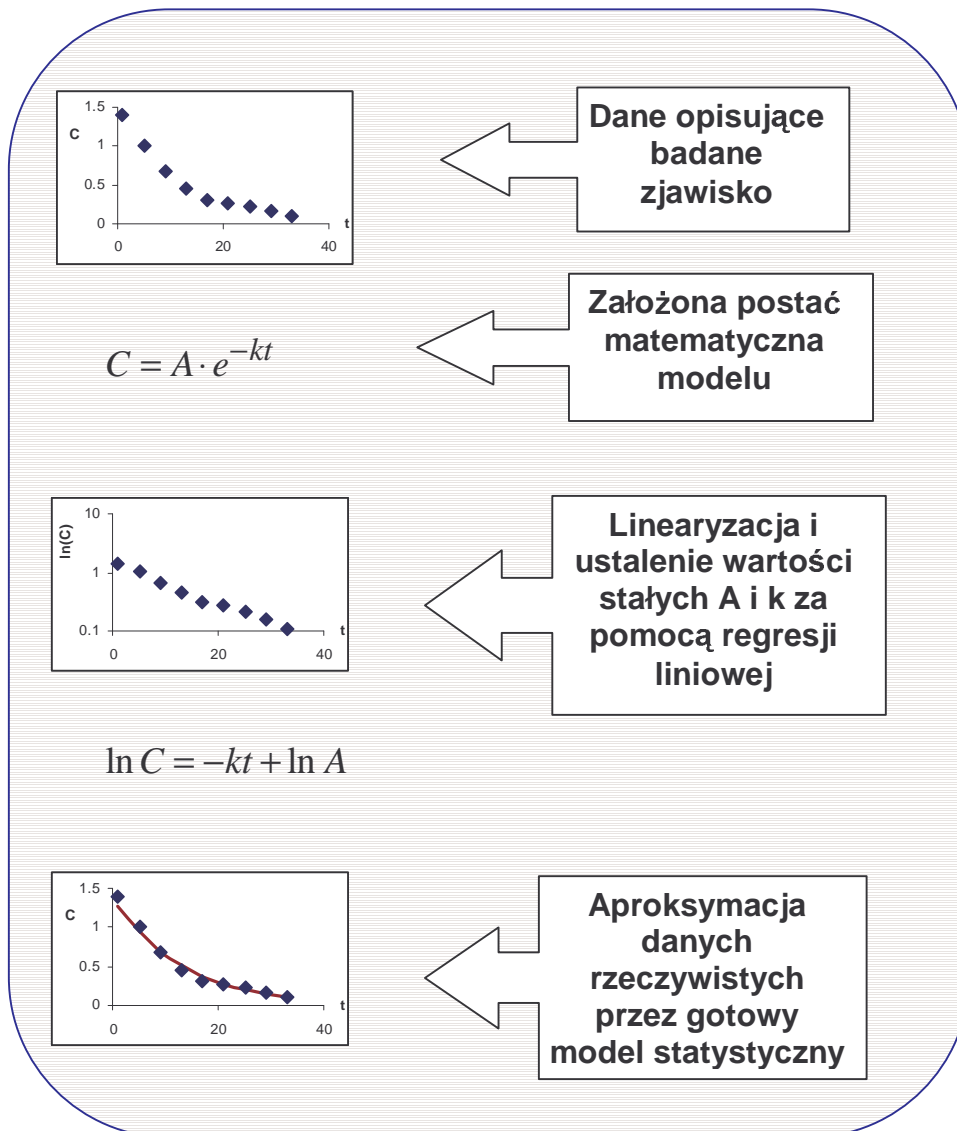 1.5
C
1
0.5
0
t
0 20 40
Dane opisujące
badane
zjawisko
Założona postać
matematyczna
modelu
C = A · e^{-kt}
10
ln(C)
1
0.1
t
0 20 40
Linearyzacja i
ustalenie wartości
stałych A i k za
pomocą regresji
liniowej
ln C = -kt + ln A
1.5
C
1
0.5
0
t
0 20 40
Aproksymacja
danych
rzeczywistych
przez gotowy
model statystyczny